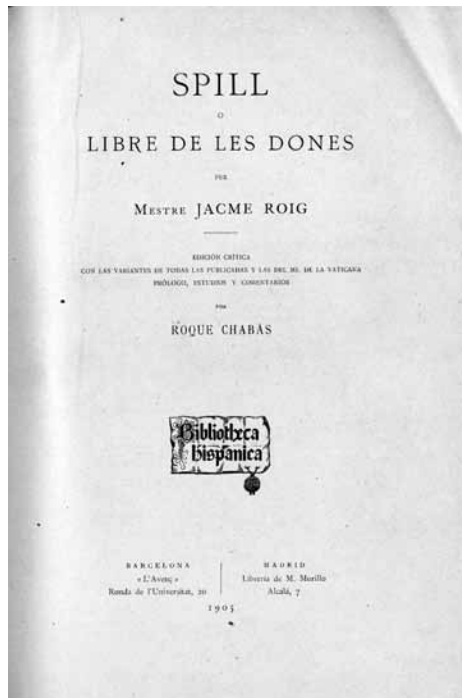 SPILL
O
LIBRE DE LES DONES
PER
MESTRE JACME ROIG
EDICIÓN CRÍTICA
CON LAS VARIANTES DE TODAS LAS PUBLICADAS Y LAS DEL MS. DE LA VATICANA
PRÓLOGO, ESTUDIOS Y COMENTARIOS
POR
ROQUE CHABÀS
Bibliotheca
hispanica
BARCELONA
«L'Avenç»
Ronda de l'Universitat, 20
MADRID
Librería de M. Murillo
Alcalá, 7
1905